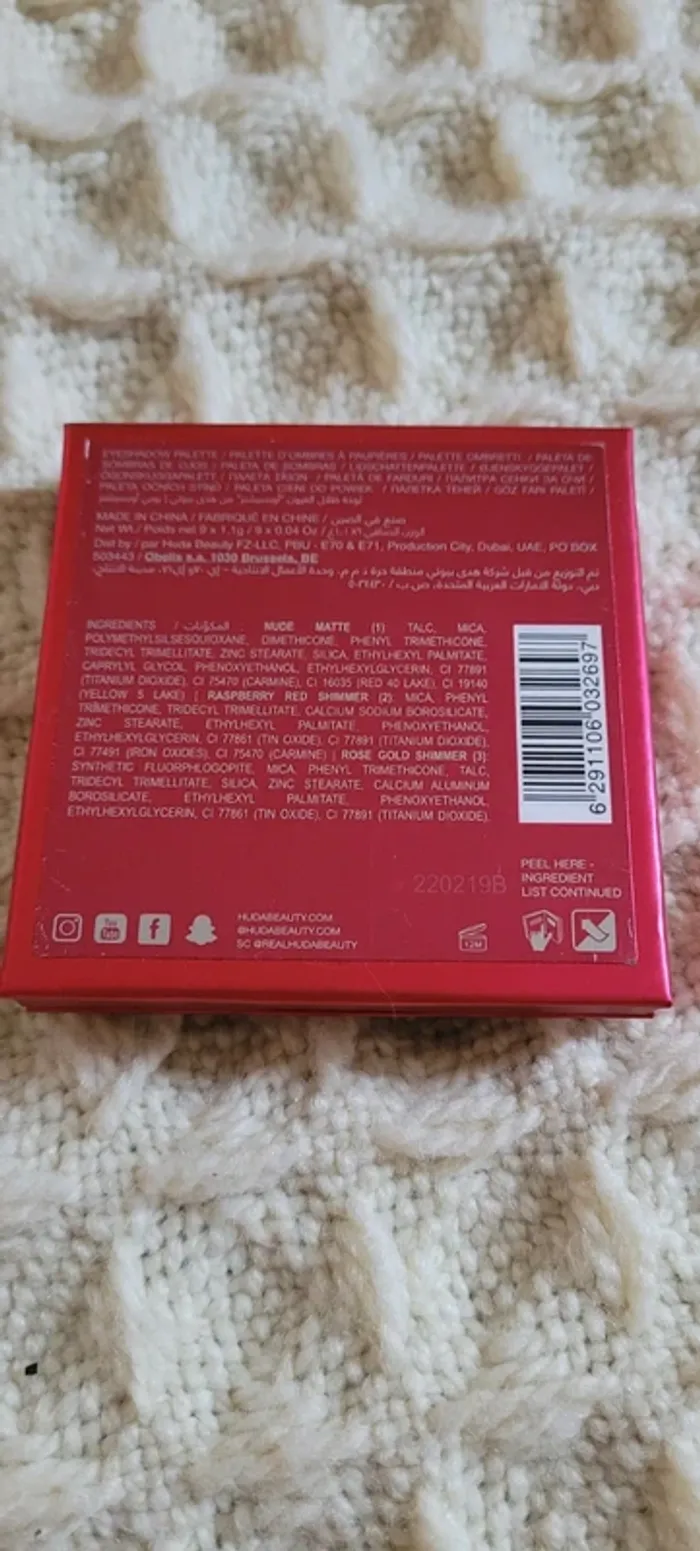 EYESHADOW PALETTE / PALETTE D'OMBRES À PAUPIÈRES / PALETTE OMBRETTI / PALETA DE
SOMBRAS DE OJOS / PALETA DE SOMBRAS / LIDSCHATTENPALETTE / ØJENSKYGGEPALET /
MADE IN CHINA / FABRIQUÉ EN CHINE / صنع في الصين
Net Wt./ Poids net 9 x 1,1g / 9 x 0.04 Oz /
Dist by / par Huda Beauty FZ-LLC, PBU - E70 & E71, Production City, Dubai, UAE, PO BOX
503443 / Obelis s.a. 1030 Brussels, BE
INGREDIENTS / المكونات : NUDE MATTE (1) TALC, MICA,
POLYMETHYLSILSESQUIOXANE, DIMETHICONE, PHENYL TRIMETHICONE,
TRIDECYL TRIMELLITATE, ZINC STEARATE, SILICA, ETHYLHEXYL PALMITATE,
CAPRYLYL GLYCOL, PHENOXYETHANOL, ETHYLHEXYLGLYCERIN, CI 77891
(TITANIUM DIOXIDE), CI 75470 (CARMINE), CI 16035 (RED 40 LAKE), CI 19140
(YELLOW 5 LAKE) | RASPBERRY RED SHIMMER (2) MICA, PHENYL
TRIMETHICONE, TRIDECYL TRIMELLITATE, CALCIUM SODIUM BOROSILICATE,
ZINC STEARATE, ETHYLHEXYL PALMITATE, PHENOXYETHANOL,
ETHYLHEXYLGLYCERIN, CI 77861 (TIN OXIDE), CI 77891 (TITANIUM DIOXIDE),
CI 77491 (IRON OXIDES), CI 75470 (CARMINE) | ROSE GOLD SHIMMER (3)
SYNTHETIC FLUORPHLOGOPITE, MICA, PHENYL TRIMETHICONE, TALC,
TRIDECYL TRIMELLITATE, SILICA, ZINC STEARATE, CALCIUM ALUMINUM
BOROSILICATE, ETHYLHEXYL PALMITATE, PHENOXYETHANOL,
ETHYLHEXYLGLYCERIN, CI 77861 (TIN OXIDE), CI 77891 (TITANIUM DIOXIDE),
6 291106 032697
220219B
PEEL HERE -
INGREDIENT
LIST CONTINUED
You
Tube
HUDABEAUTY.COM
@HUDABEAUTY.COM
SC @REALHUDABEAUTY
12M